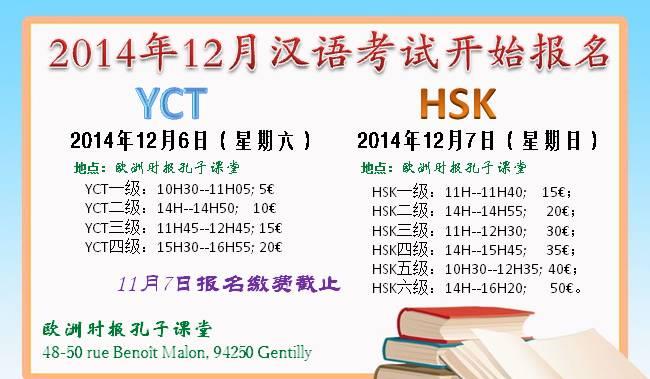 2014年12月汉语考试开始报名
YCT
2014年12月6日（星期六）
地点：欧洲时报孔子课堂
YCT一级：10H30--11H05; 5€
YCT二级：14H--14H50; 10€
YCT三级：11H45--12H45; 15€
YCT四级：15H30--16H55; 20€
HSK
2014年12月7日（星期日）
地点：欧洲时报孔子课堂
HSK一级：11H--11H40; 15€;
HSK二级：14H--14H55; 20€;
HSK三级：11H--12H30; 30€;
HSK四级：14H--15H45; 35€;
HSK五级：10H30--12H35; 40€;
HSK六级：14H--16H20; 50€。
11月7日报名缴费截止
欧洲时报孔子课堂
48-50 rue Benoît Malon, 94250 Gentilly